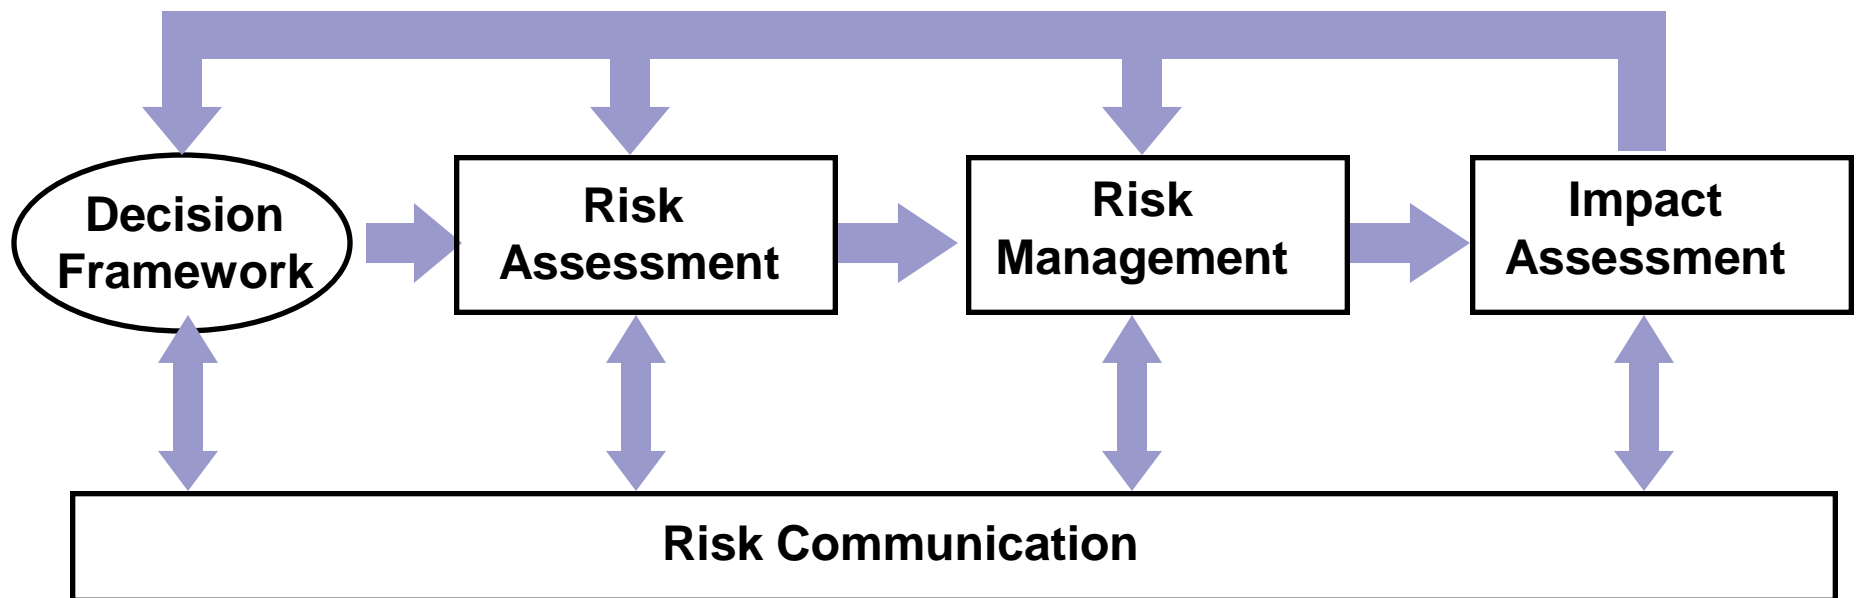 Decision
Framework
Risk
Assessment
Risk
Management
Impact
Assessment
Risk Communication